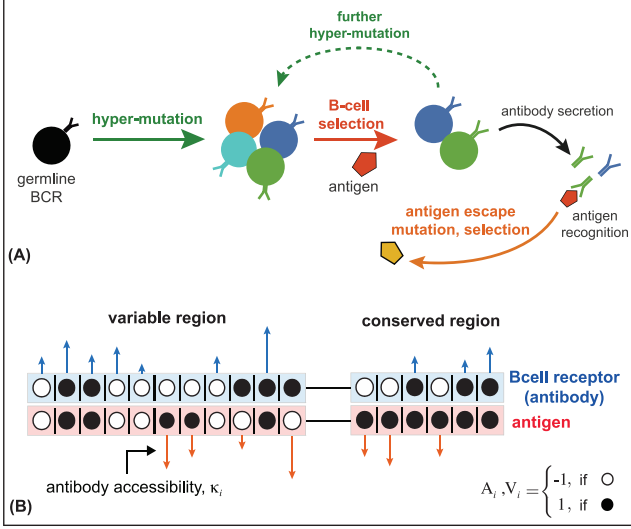 further
hyper-mutation
hyper-mutation
B-cell
selection
antibody secretion
germline
BCR
antigen
antigen escape
mutation, selection
antigen
recognition
(A)
variable region
conserved region
Bcell receptor
(antibody)
antigen
antibody accessibility, κi
(B)
Ai ,Vi = { -1, if ○
1, if ●